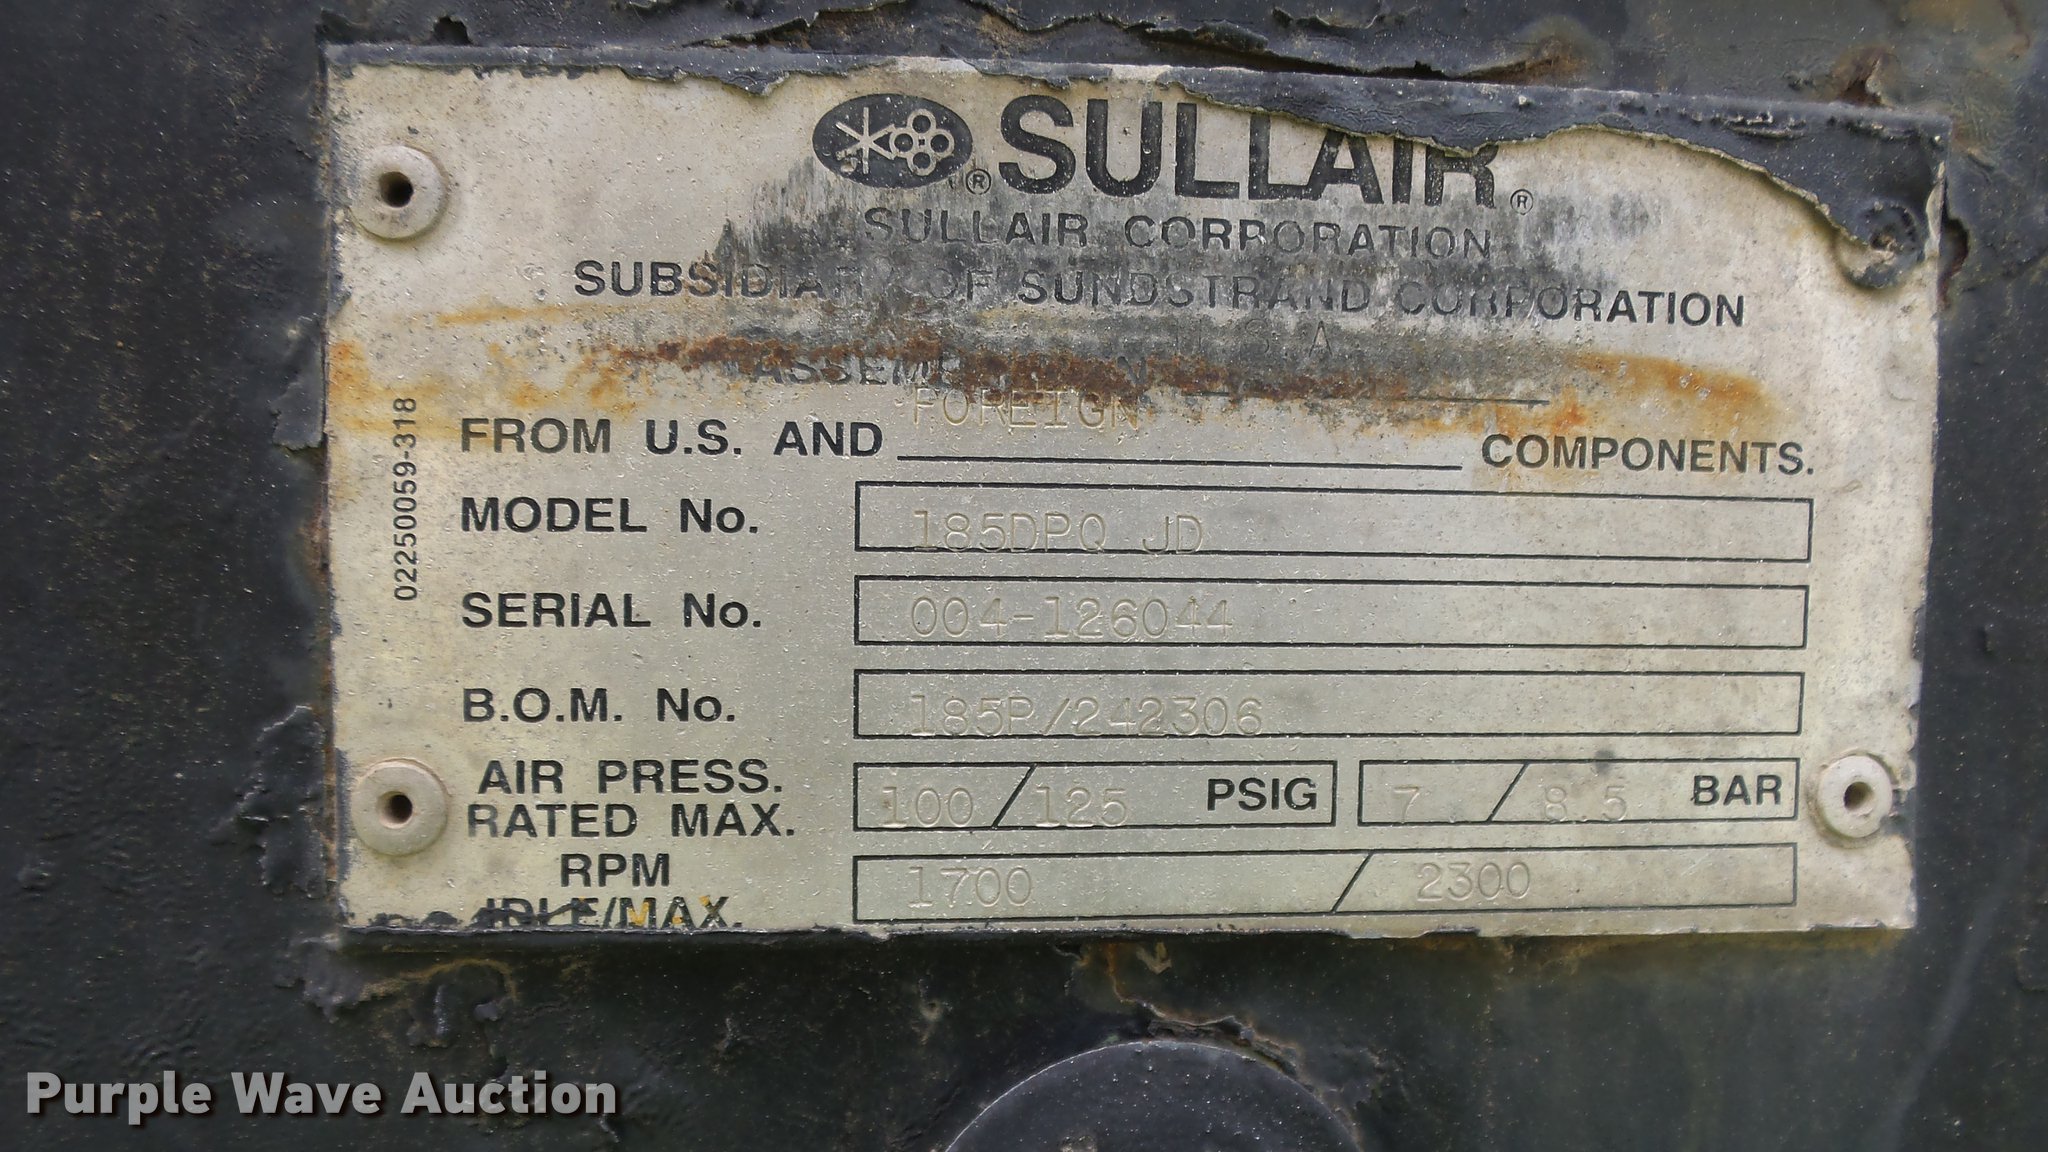 SULLAIR
SULLAIR CORPORATION
SUBSIDIARY OF SUNDSTRAND CORPORATION
U.S.A.
FROM U.S. AND FOREIGN COMPONENTS.
02250059-318
MODEL No. 185DPQ JD
SERIAL No. 004-126044
B.O.M. No. 185P/242306
AIR PRESS.
RATED MAX. 100 / 125 PSIG 7 / 8.5 BAR
RPM
IDLE/MAX. 1700 / 2300
Purple Wave Auction